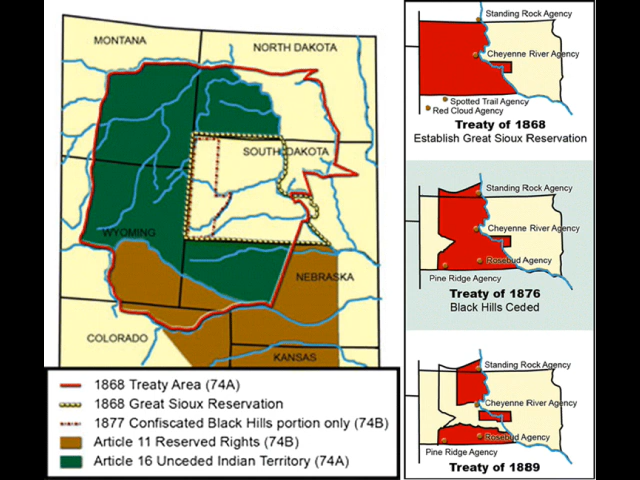 MONTANA
NORTH DAKOTA
SOUTH DAKOTA
WYOMING
NEBRASKA
COLORADO
KANSAS
1868 Treaty Area (74A)
1868 Great Sioux Reservation
1877 Confiscated Black Hills portion only (74B)
Article 11 Reserved Rights (74B)
Article 16 Unceded Indian Territory (74A)
Standing Rock Agency
Cheyenne River Agency
Spotted Trail Agency
Red Cloud Agency
Treaty of 1868
Establish Great Sioux Reservation
Standing Rock Agency
Cheyenne River Agency
Rosebud Agency
Pine Ridge Agency
Treaty of 1876
Black Hills Ceded
Standing Rock Agency
Cheyenne River Agency
Rosebud Agency
Pine Ridge Agency
Treaty of 1889